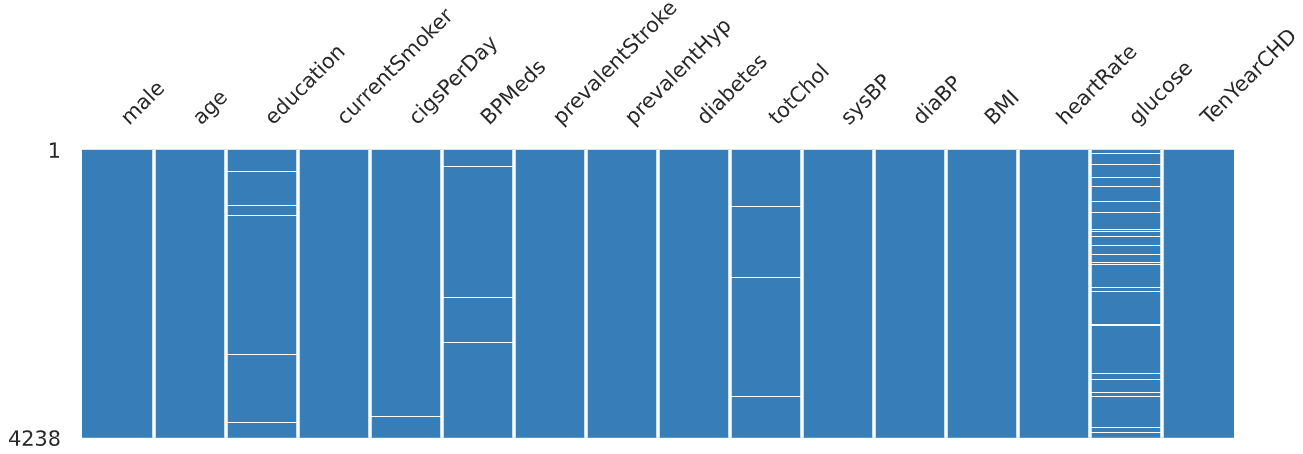 male
age
education
currentSmoker
cigsPerDay
BPMeds
prevalentStroke
prevalentHyp
diabetes
totChol
sysBP
diaBP
BMI
heartRate
glucose
TenYearCHD
1
4238